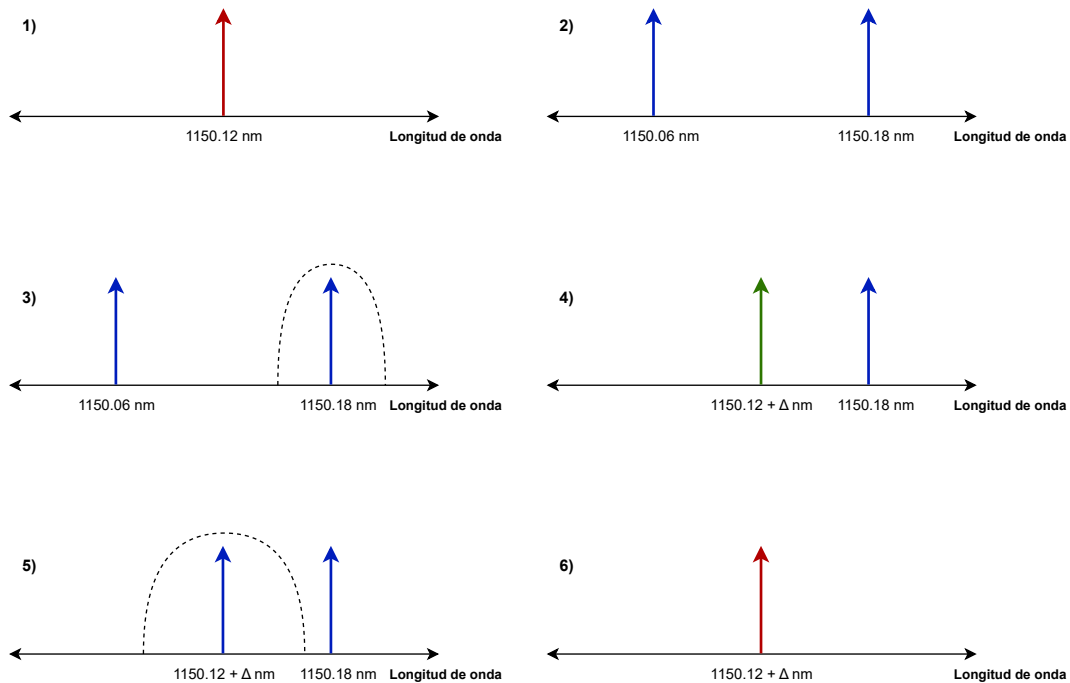 1)
1150.12 nm
Longitud de onda
2)
1150.06 nm
1150.18 nm
Longitud de onda
3)
1150.06 nm
1150.18 nm
Longitud de onda
4)
1150.12 + Δ nm
1150.18 nm
Longitud de onda
5)
1150.12 + Δ nm
1150.18 nm
Longitud de onda
6)
1150.12 + Δ nm
Longitud de onda